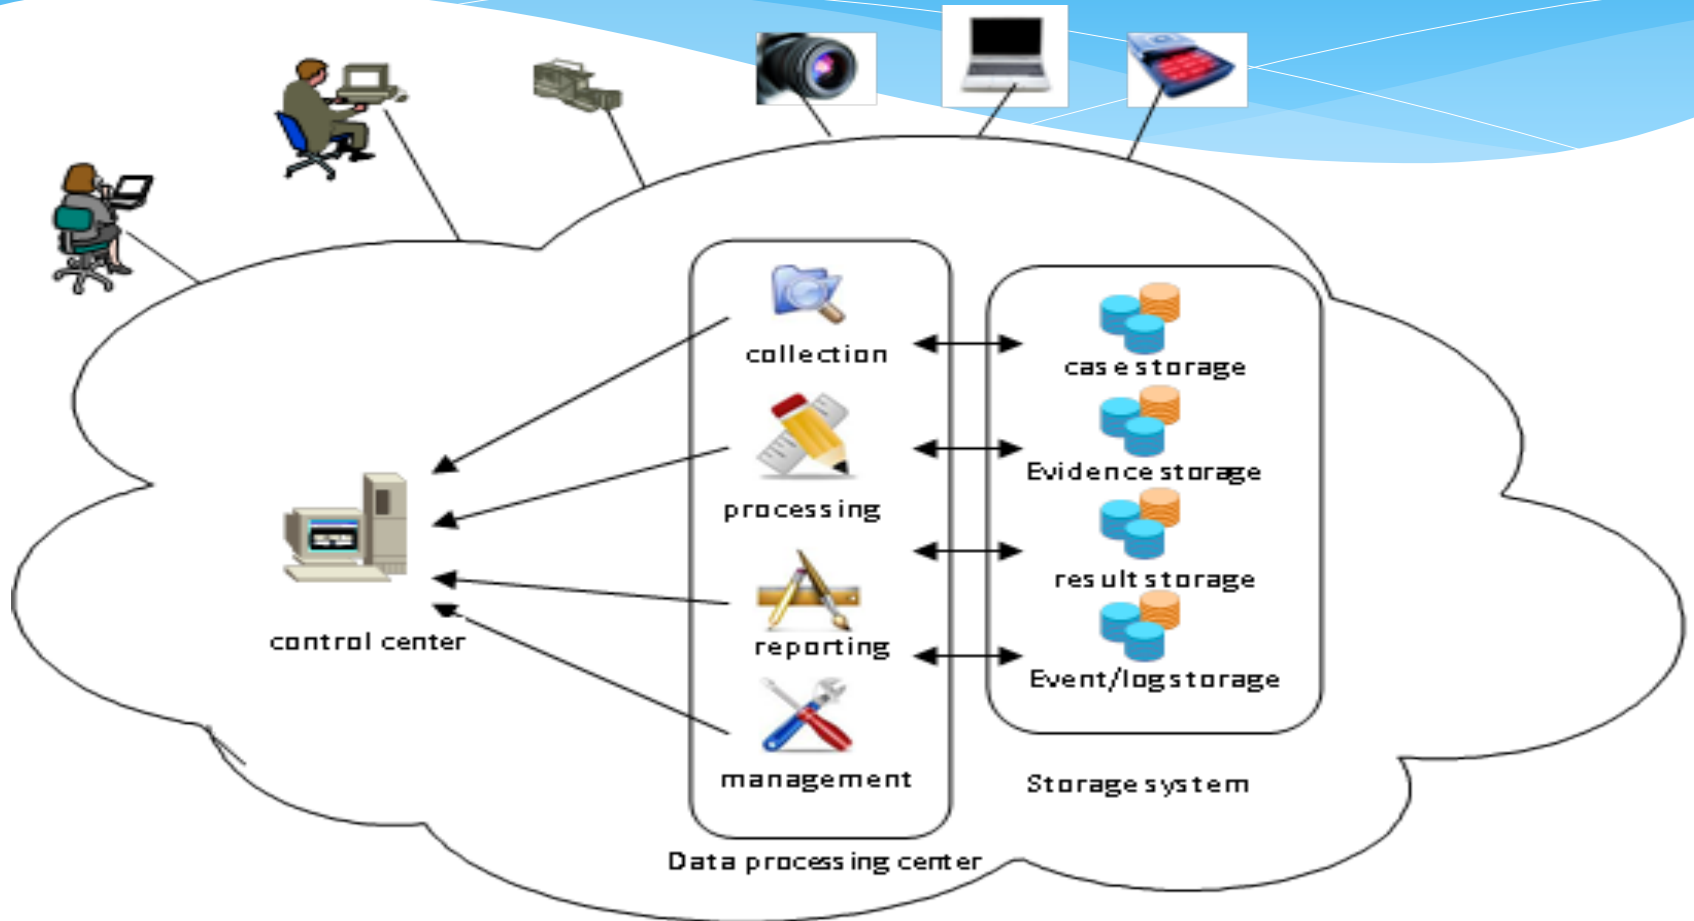 collection
case storage
Evidence storage
processing
result storage
control center
reporting
Event/log storage
management
Storage system
Data processing center